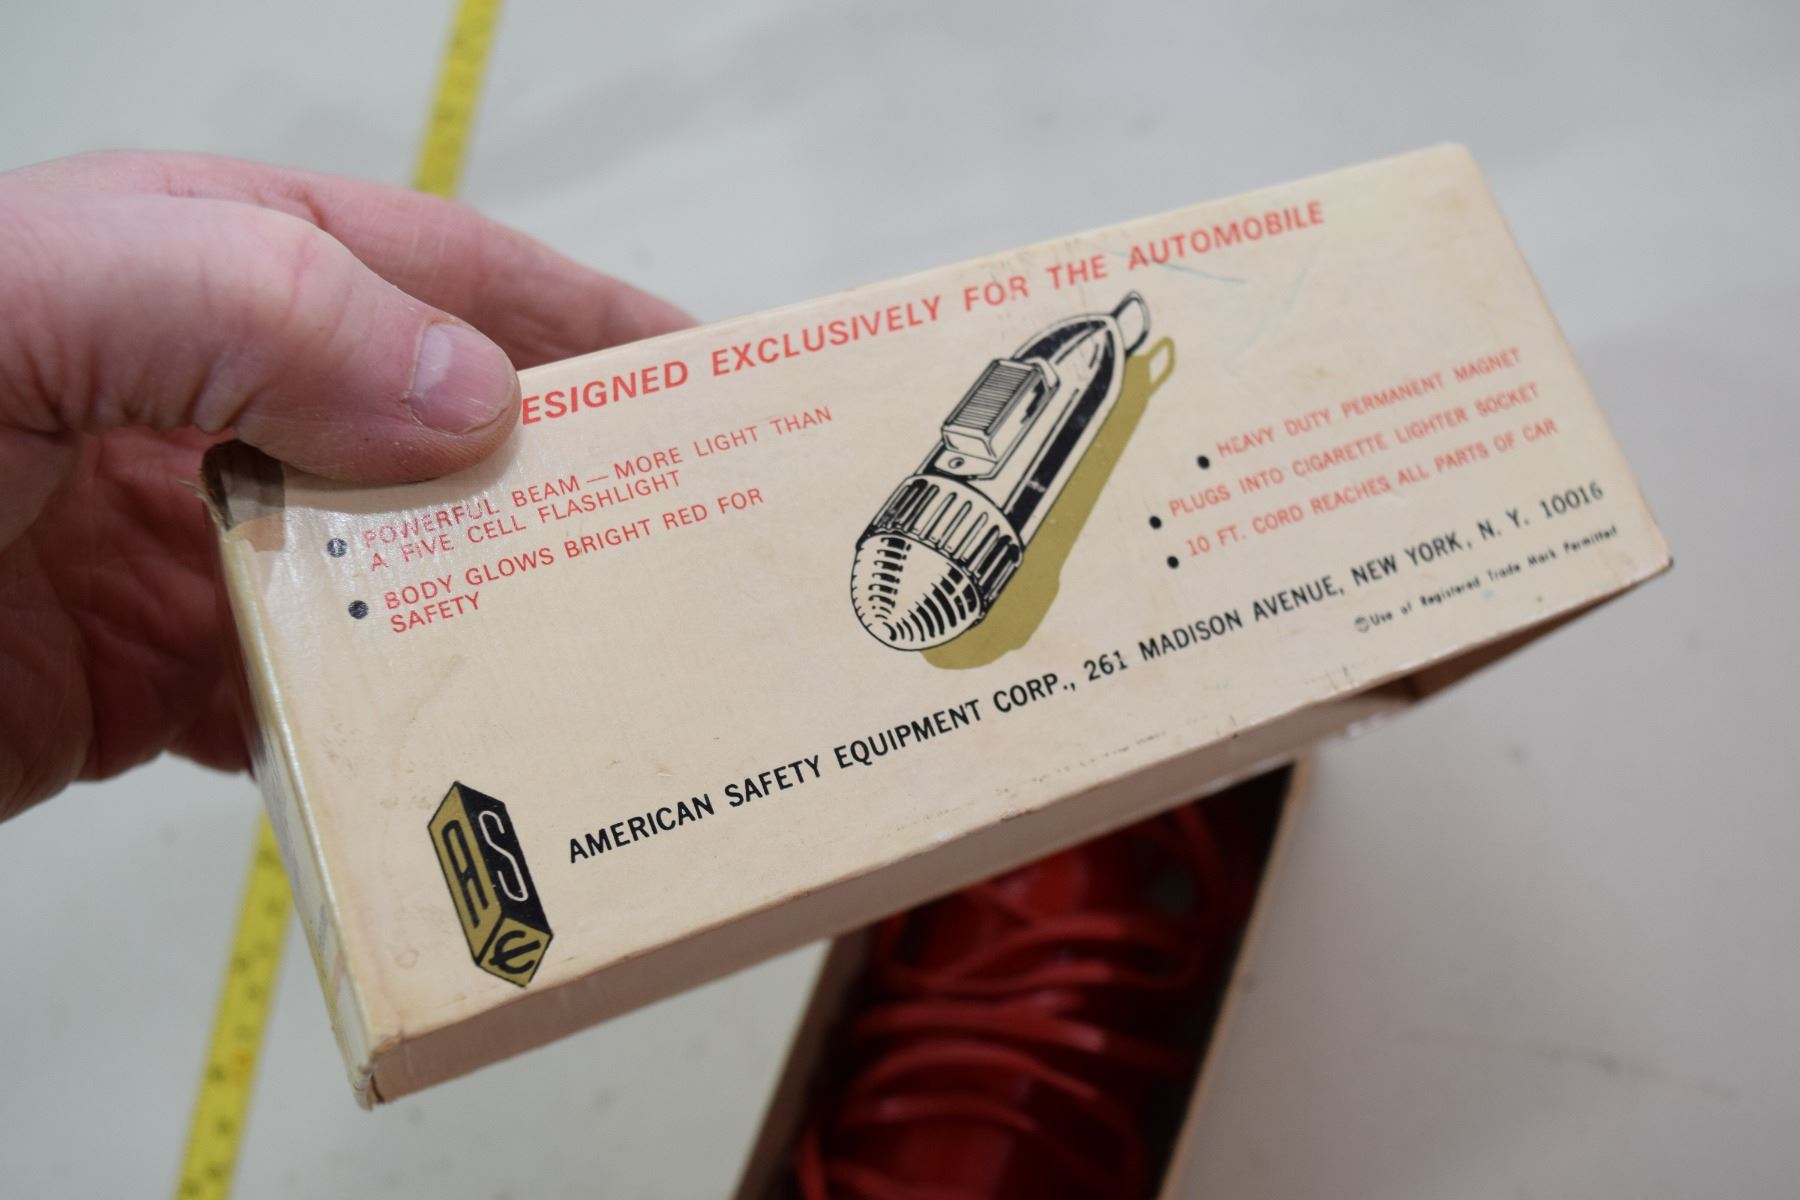 ESIGNED EXCLUSIVELY FOR THE AUTOMOBILE
● POWERFUL BEAM — MORE LIGHT THAN
A FIVE CELL FLASHLIGHT
● BODY GLOWS BRIGHT RED FOR
SAFETY
● HEAVY DUTY PERMANENT MAGNET
● PLUGS INTO CIGARETTE LIGHTER SOCKET
● 10 FT. CORD REACHES ALL PARTS OF CAR
ASE
AMERICAN SAFETY EQUIPMENT CORP., 261 MADISON AVENUE, NEW YORK, N. Y. 10016
Use of Registered Trade Mark Permitted